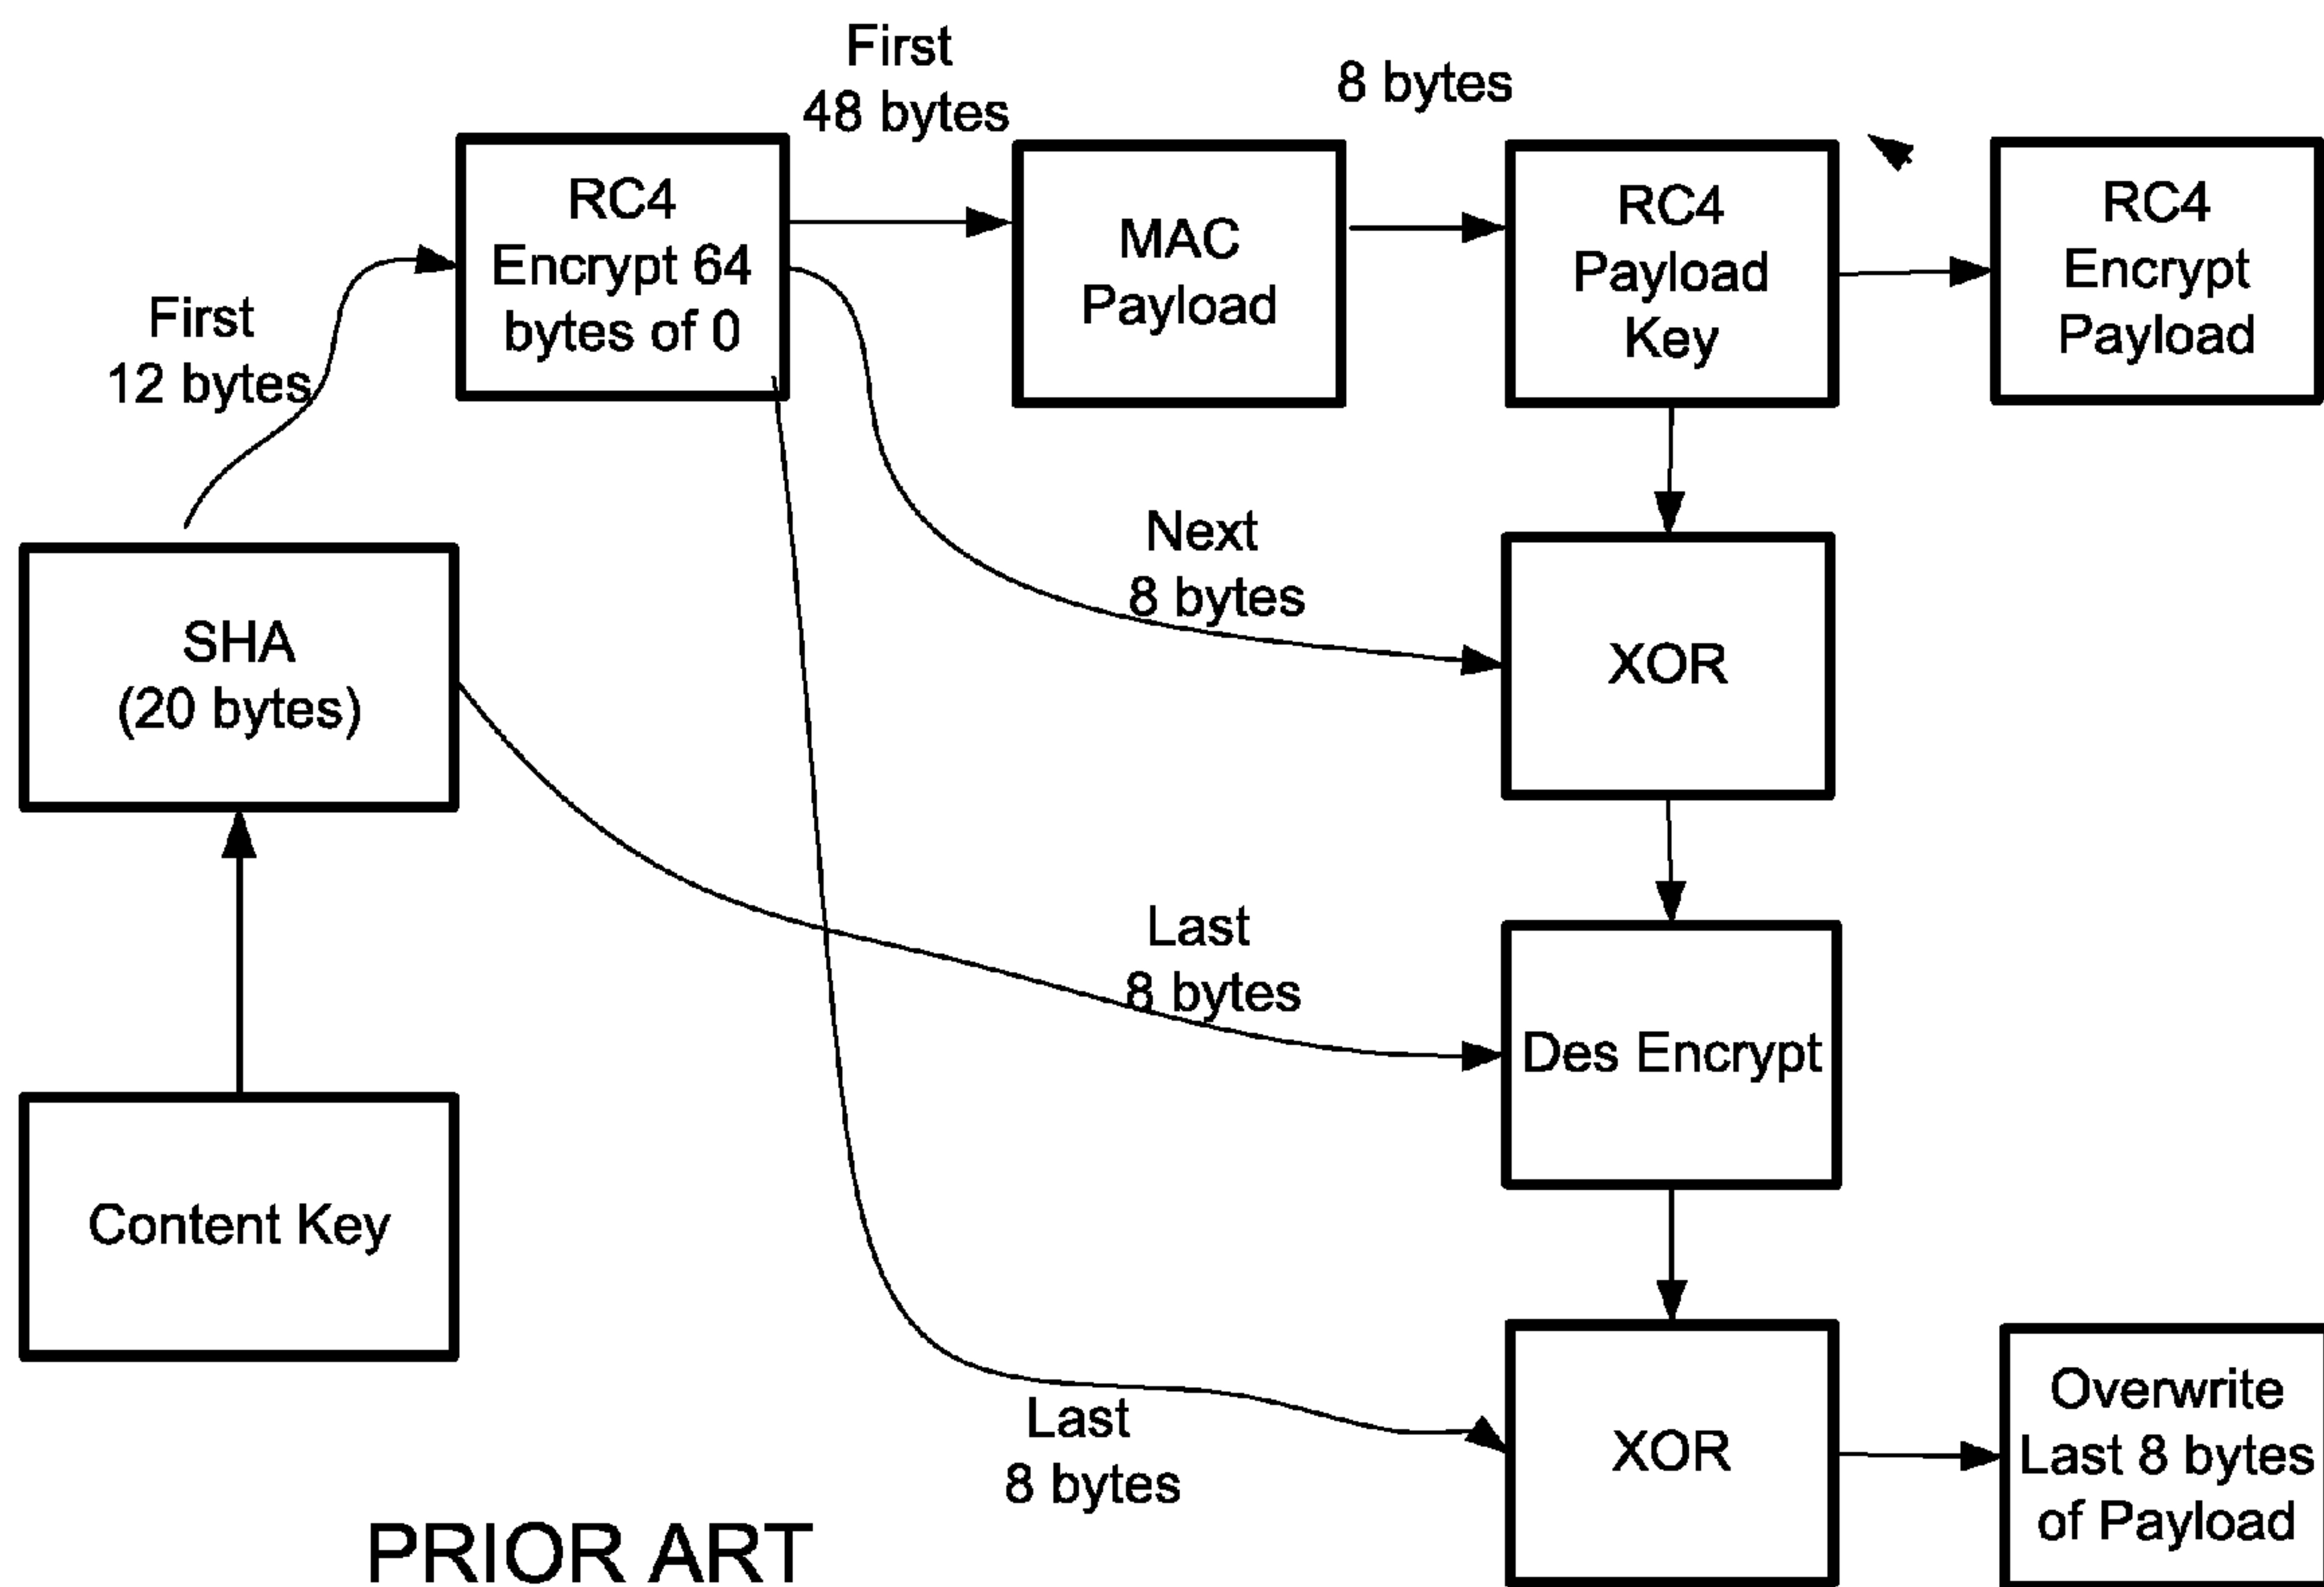 First
48 bytes
8 bytes
RC4
Encrypt 64
bytes of 0
MAC
Payload
RC4
Payload
Key
RC4
Encrypt
Payload
First
12 bytes
Next
8 bytes
SHA
(20 bytes)
XOR
Last
8 bytes
Des Encrypt
Content Key
Last
8 bytes
XOR
Overwrite
Last 8 bytes
of Payload
PRIOR ART